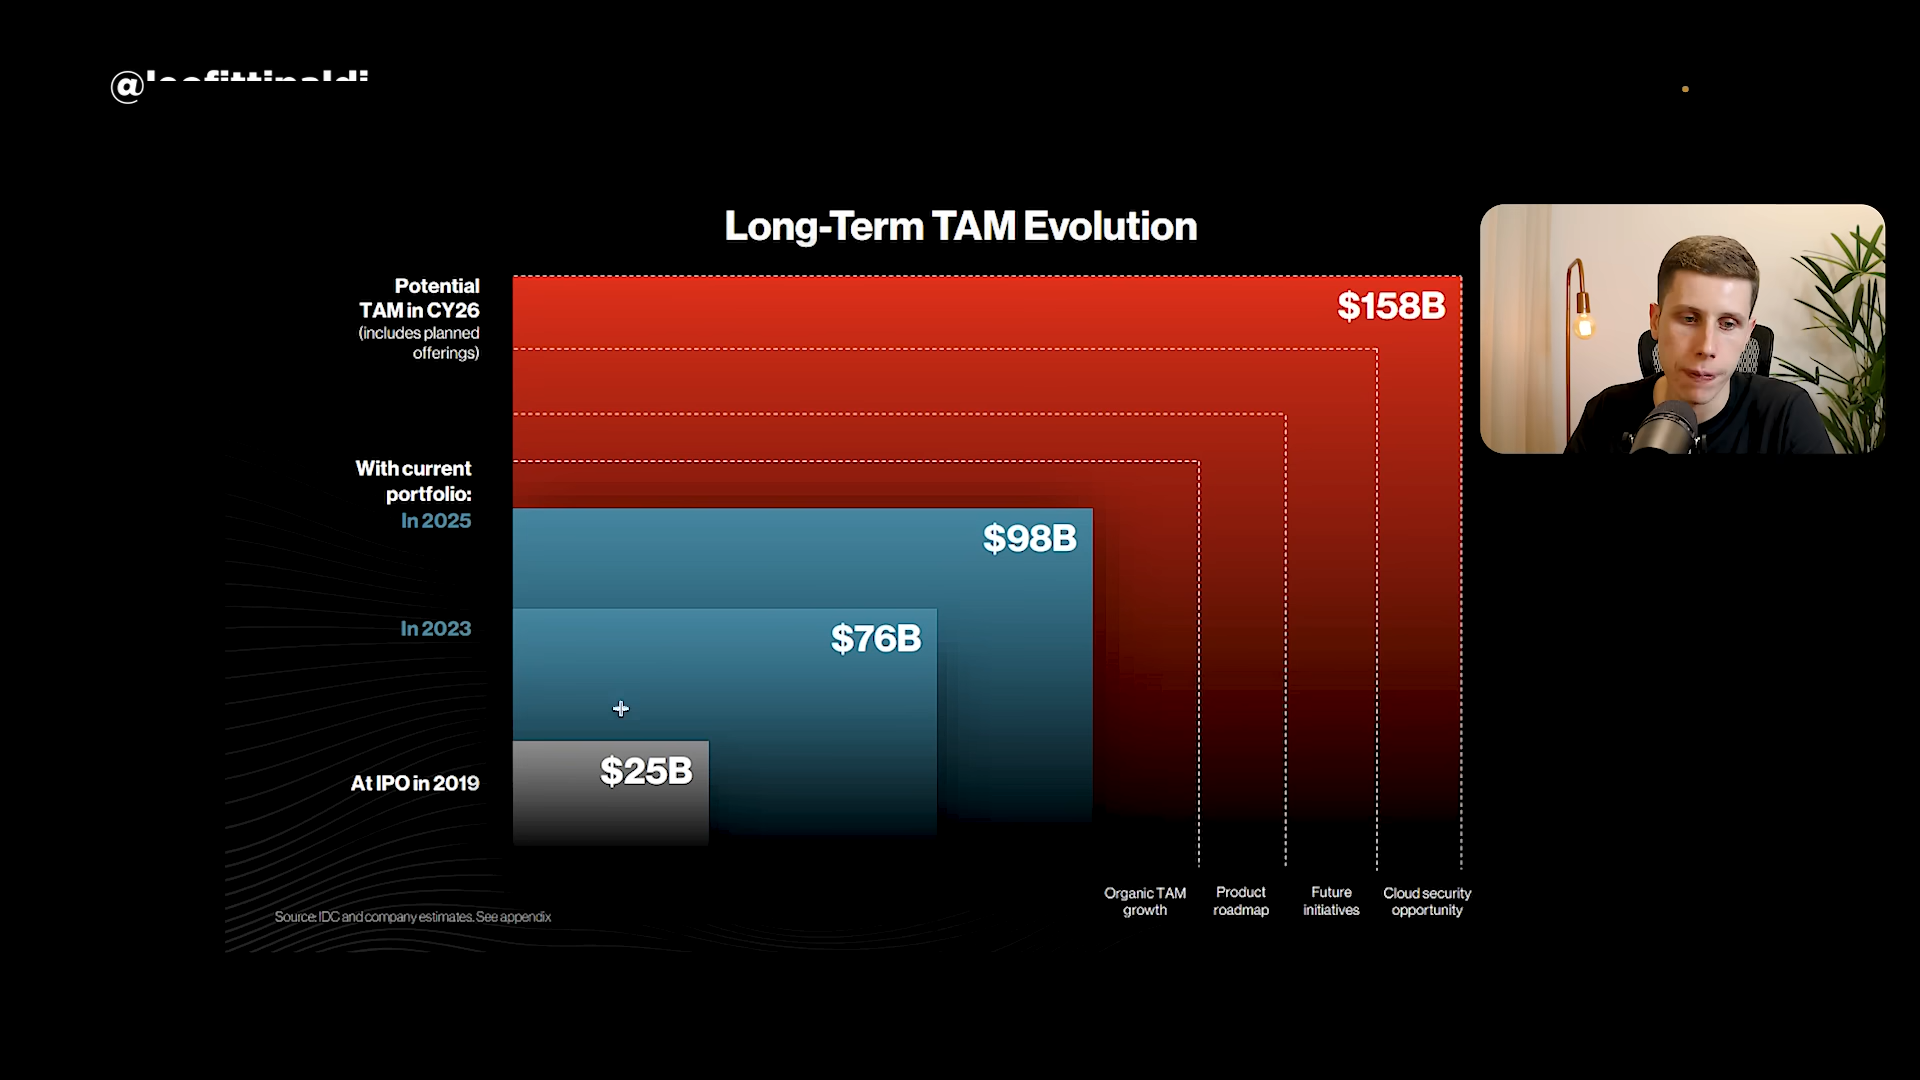 Long-Term TAM Evolution
Potential
TAM in CY26
(includes planned
offerings)
$158B
With current
portfolio:
In 2025
$98B
In 2023
$76B
At IPO in 2019
$25B
Organic TAM
growth
Product
roadmap
Future
initiatives
Cloud security
opportunity
Source: IDC and company estimates. See appendix